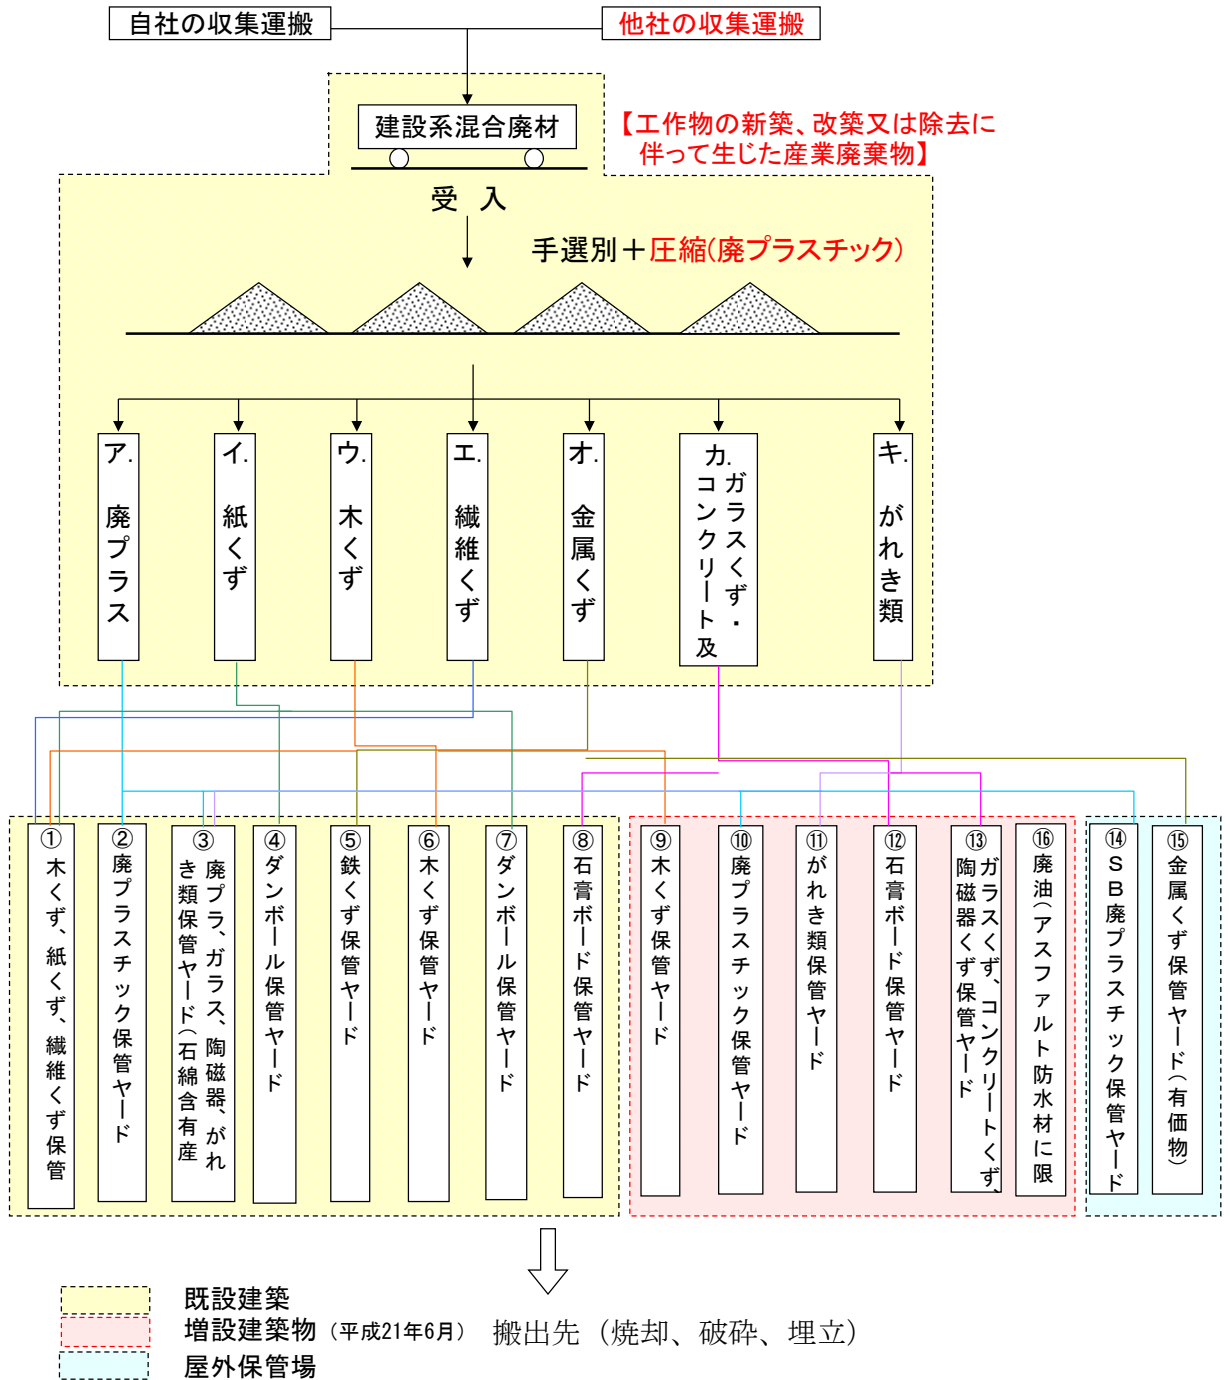 自社の収集運搬
他社の収集運搬
建設系混合廃材
【工作物の新築、改築又は除去に
伴って生じた産業廃棄物】
受 入
手選別＋圧縮(廃プラスチック)
ア.廃プラス
イ.紙くず
ウ.木くず
エ.繊維くず
オ.金属くず
カ.ガラスくず・
コンクリート及
キ.がれき類
①木くず、紙くず、繊維くず保管
②廃プラスチック保管ヤード
③廃プラ、ガラス、陶磁器、がれ
き類保管ヤード(石綿含有産
④ダンボール保管ヤード
⑤鉄くず保管ヤード
⑥木くず保管ヤード
⑦ダンボール保管ヤード
⑧石膏ボード保管ヤード
⑨木くず保管ヤード
⑩廃プラスチック保管ヤード
⑪がれき類保管ヤード
⑫石膏ボード保管ヤード
⑬ガラスくず、コンクリートくず、
陶磁器くず保管ヤード
⑯廃油(アスファルト防水材に限
⑭SB廃プラスチック保管ヤード
⑮金属くず保管ヤード(有価物)
既設建築
増設建築物 (平成21年6月)
搬出先（焼却、破砕、埋立）
屋外保管場